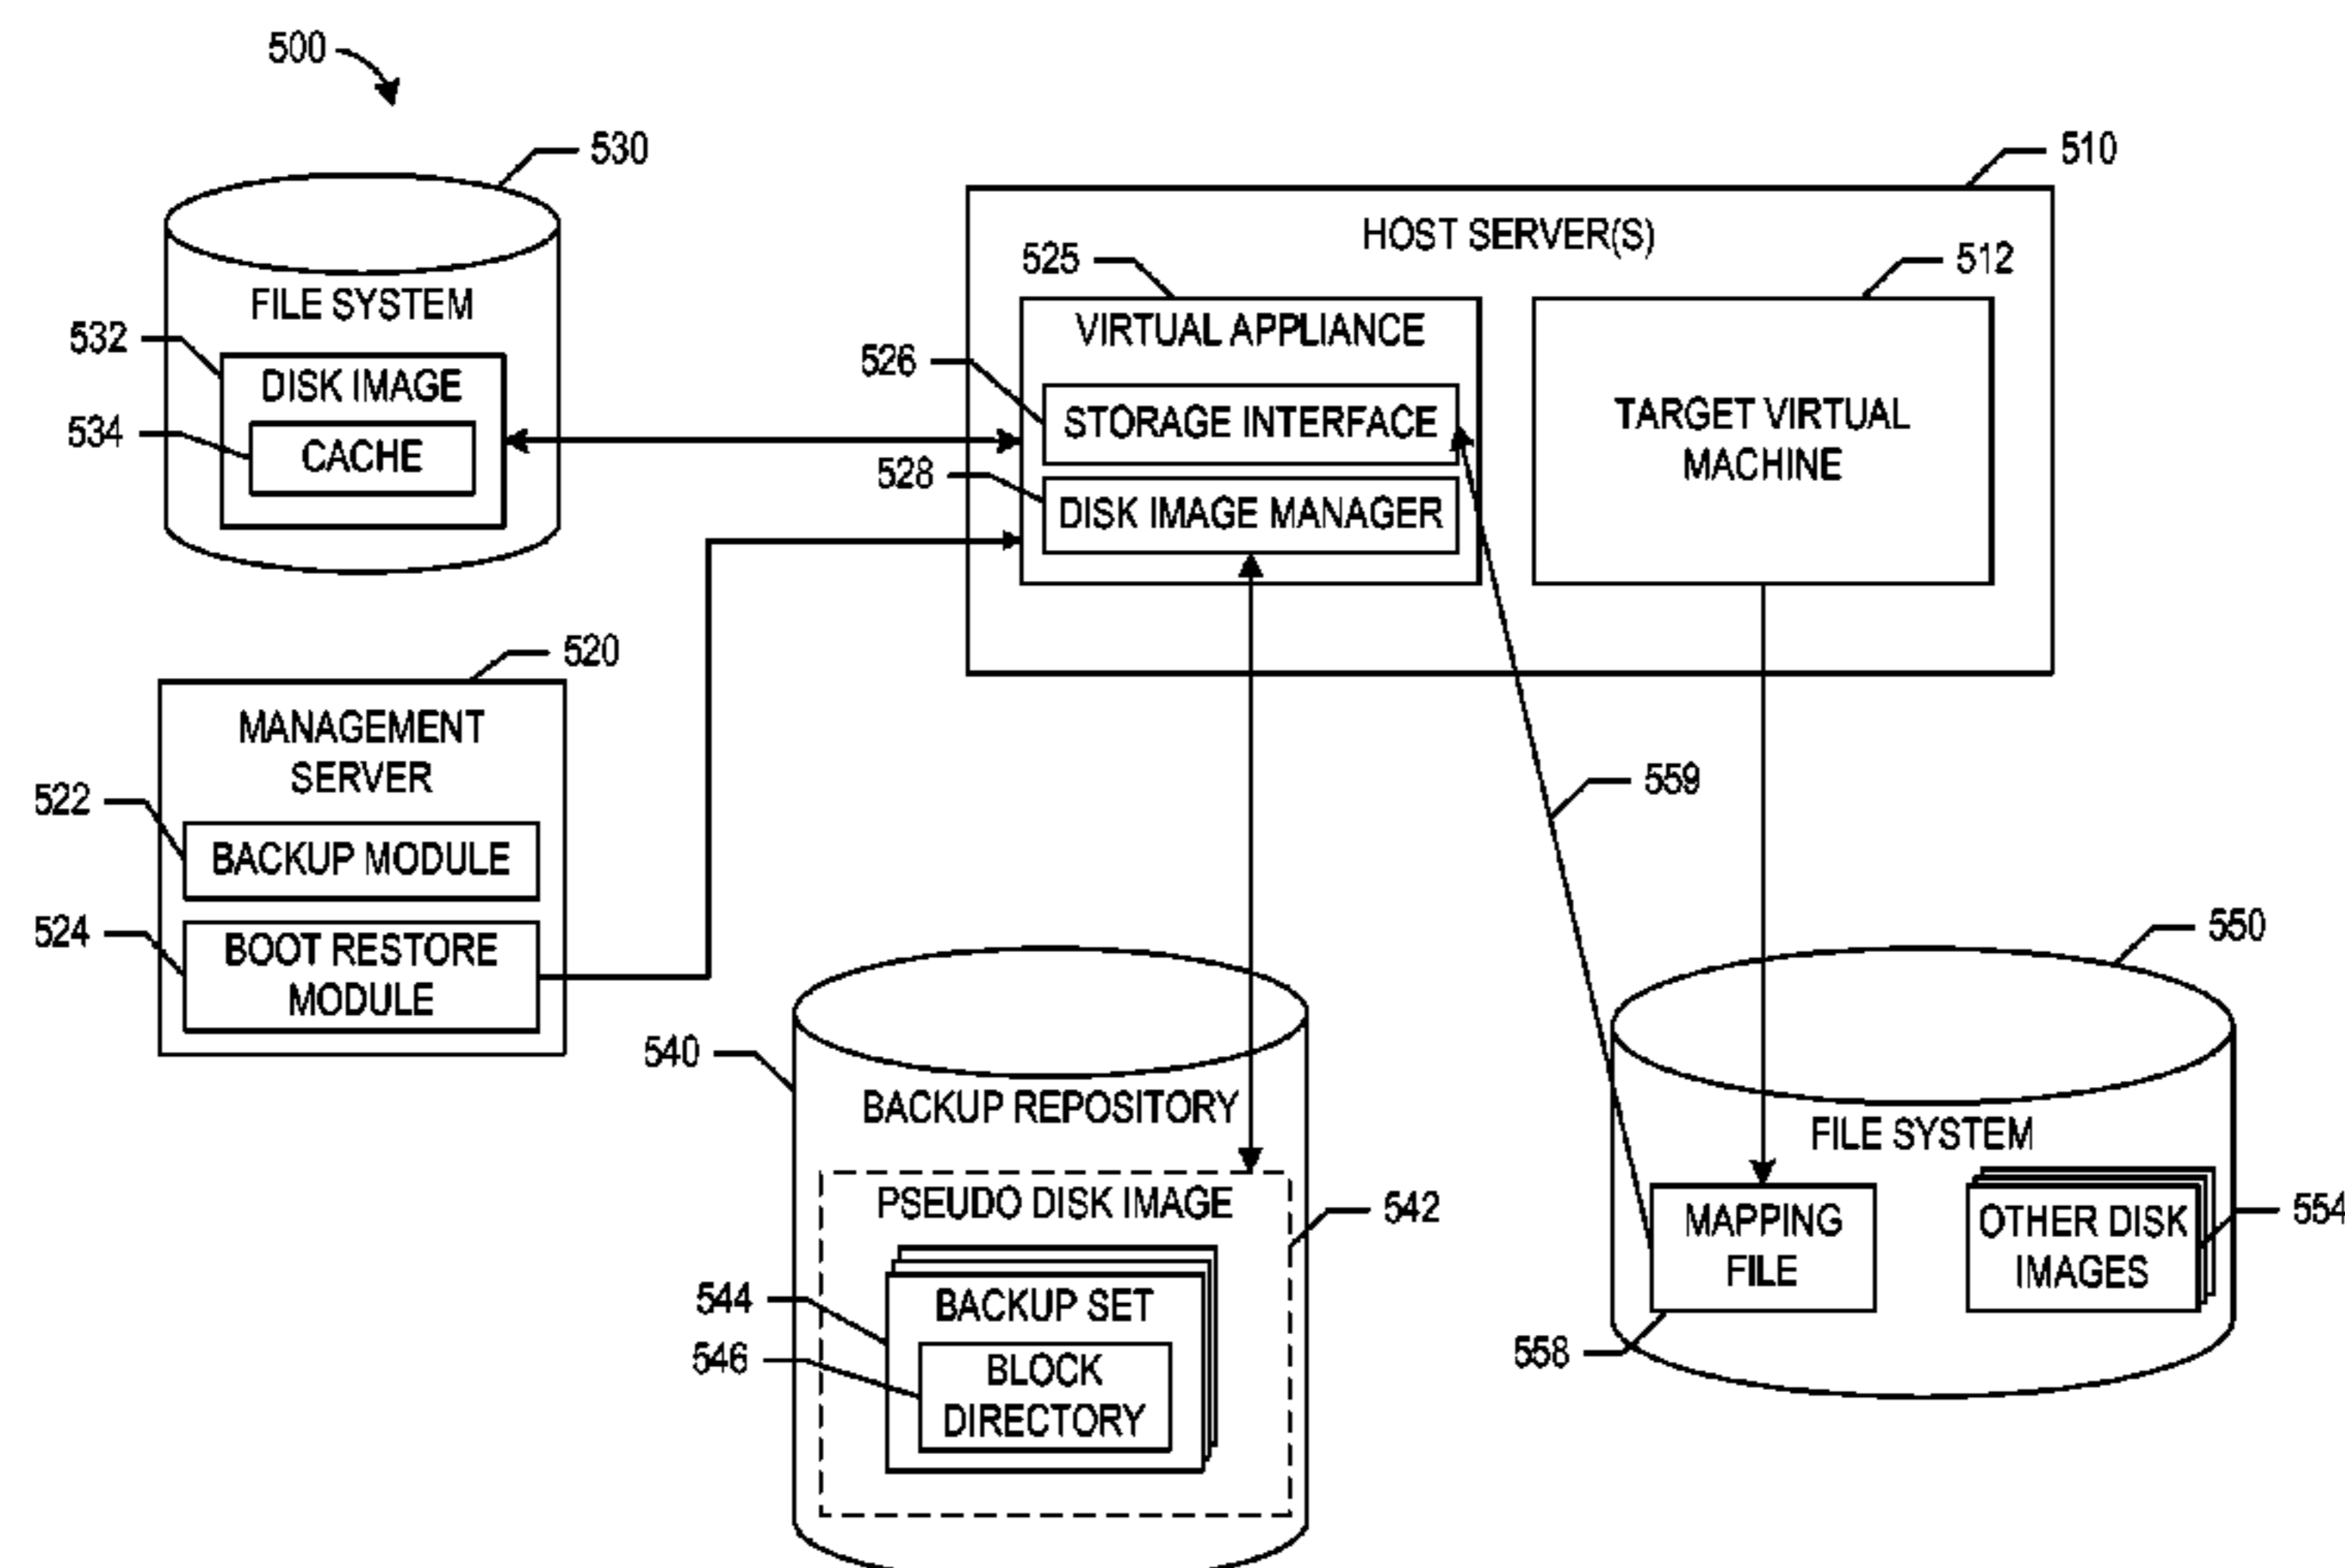 500
530
510
HOST SERVER(S)
525
512
FILE SYSTEM
VIRTUAL APPLIANCE
532
526
DISK IMAGE
STORAGE INTERFACE
TARGET VIRTUAL
MACHINE
534
CACHE
528
DISK IMAGE MANAGER
520
MANAGEMENT
SERVER
559
522
BACKUP MODULE
524
BOOT RESTORE
MODULE
550
540
BACKUP REPOSITORY
FILE SYSTEM
PSEUDO DISK IMAGE
542
MAPPING
FILE
OTHER DISK
IMAGES
554
544
BACKUP SET
546
BLOCK
DIRECTORY
558